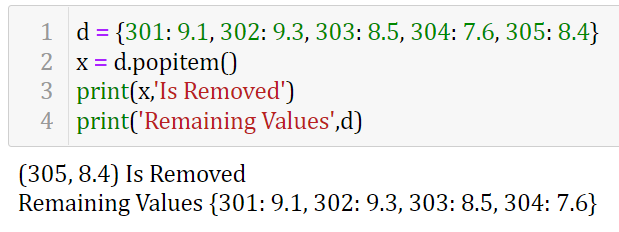 1 d = {301: 9.1, 302: 9.3, 303: 8.5, 304: 7.6, 305: 8.4}
2 x = d.popitem()
3 print(x,'Is Removed')
4 print('Remaining Values',d)
(305, 8.4) Is Removed
Remaining Values {301: 9.1, 302: 9.3, 303: 8.5, 304: 7.6}